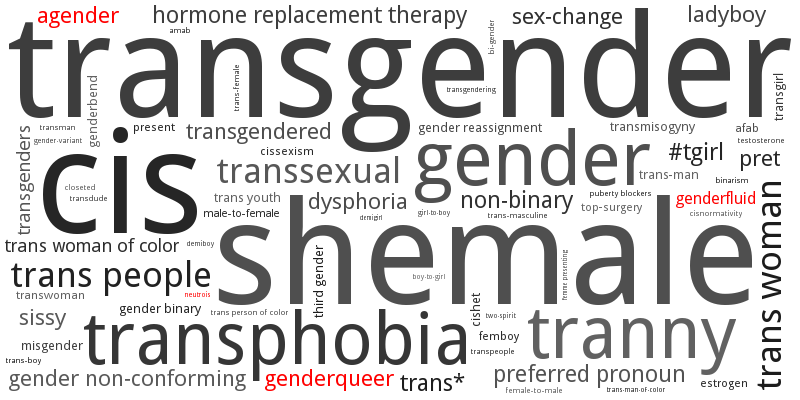 agender
hormone replacement therapy
sex-change
ladyboy
amab
bi-gender
transgender
trans-female
transgendering
transgirl
genderbend
transman
gender-variant
present
transgendered
gender reassignment
transmisogyny
afab
testosterone
transgenders
cis
cissexism
transsexual
gender
#tgirl
pret
closeted
transdude
trans youth
male-to-female
dysphoria
demigirl
girl-to-boy
non-binary
trans-masculine
trans-man
puberty blockers
top-surgery
binarism
genderfluid
cisnormativity
trans woman of color
demiboy
shemale
trans woman
trans people
neutrois
third gender
boy-to-girl
femme presenting
transwoman
sissy
gender binary
trans person of color
cishet
two-spirit
femboy
transpeople
tranny
misgender
trans-boy
transphobia
gender non-conforming
genderqueer
trans*
preferred pronoun
female-to-male
trans-man-of-color
estrogen